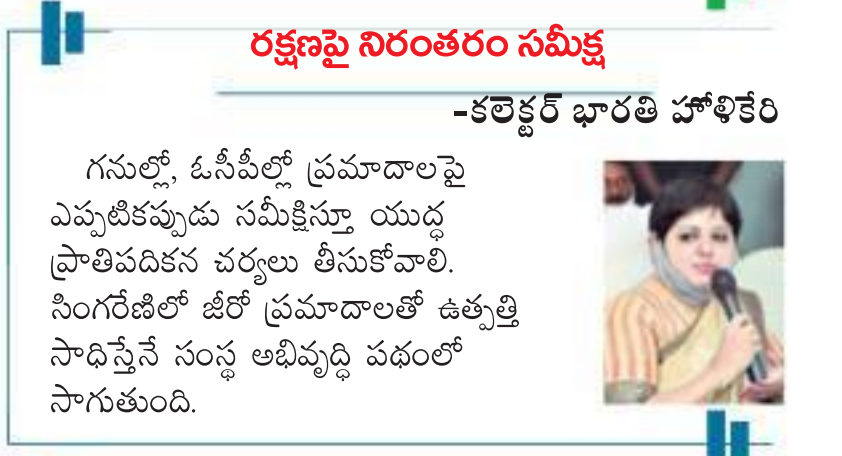 రక్షణపై నిరంతరం సమీక్ష
-కలెక్టర్ భారతి హోళికేరి
గనుల్లో, ఓసీపీల్లో ప్రమాదాలపై
ఎప్పటికప్పుడు సమీక్షిస్తూ యుద్ధ
ప్రాతిపదికన చర్యలు తీసుకోవాలి.
సింగరేణిలో జీరో ప్రమాదాలతో ఉత్పత్తి
సాధిస్తేనే సంస్థ అభివృద్ధి పథంలో
సాగుతుంది.